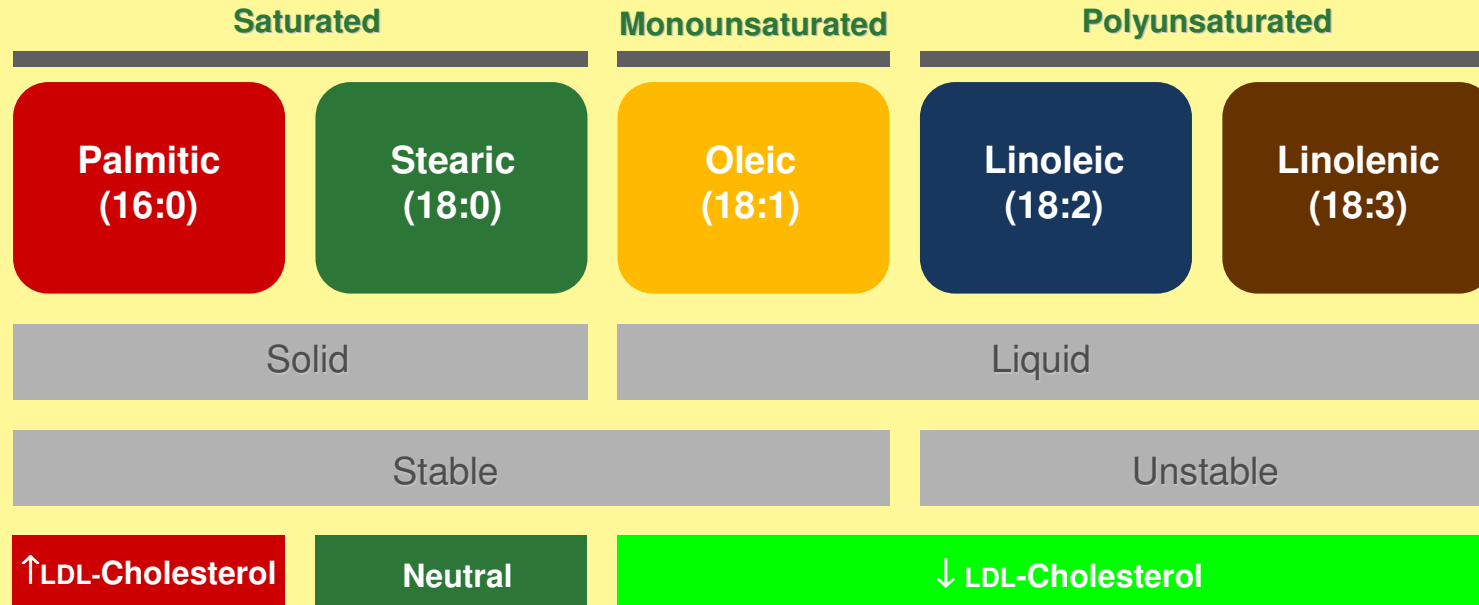 Saturated
Monounsaturated
Polyunsaturated
Palmitic
(16:0)
Stearic
(18:0)
Oleic
(18:1)
Linoleic
(18:2)
Linolenic
(18:3)
Solid
Liquid
Stable
Unstable
↑LDL-Cholesterol
Neutral
↓ LDL-Cholesterol